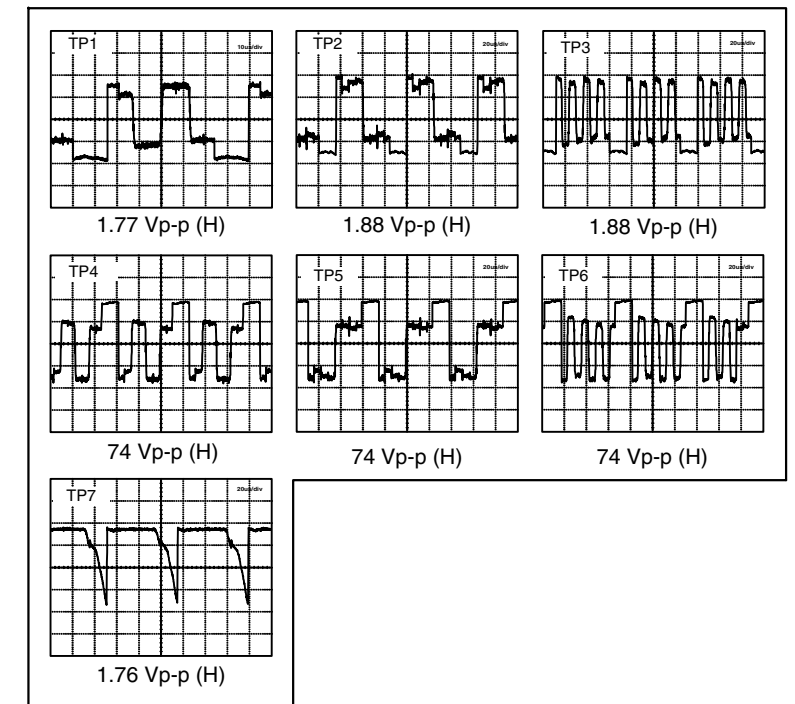 TP1
10us/div
1.77 Vp-p (H)
TP2
20us/div
1.88 Vp-p (H)
TP3
20us/div
1.88 Vp-p (H)
TP4
74 Vp-p (H)
TP5
20us/div
74 Vp-p (H)
TP6
20us/div
74 Vp-p (H)
TP7
20us/div
1.76 Vp-p (H)